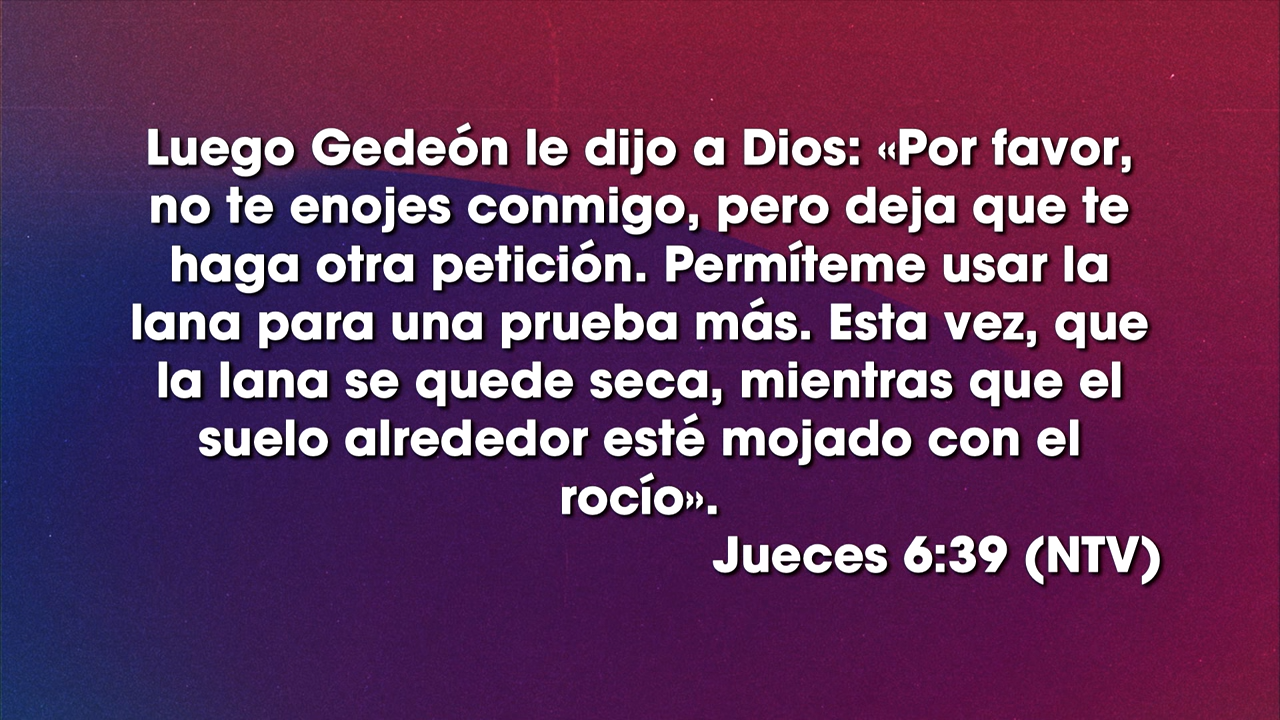 Luego Gedeón le dijo a Dios: «Por favor,
no te enojes conmigo, pero deja que te
haga otra petición. Permíteme usar la
lana para una prueba más. Esta vez, que
la lana se quede seca, mientras que el
suelo alrededor esté mojado con el
rocío».
Jueces 6:39 (NTV)